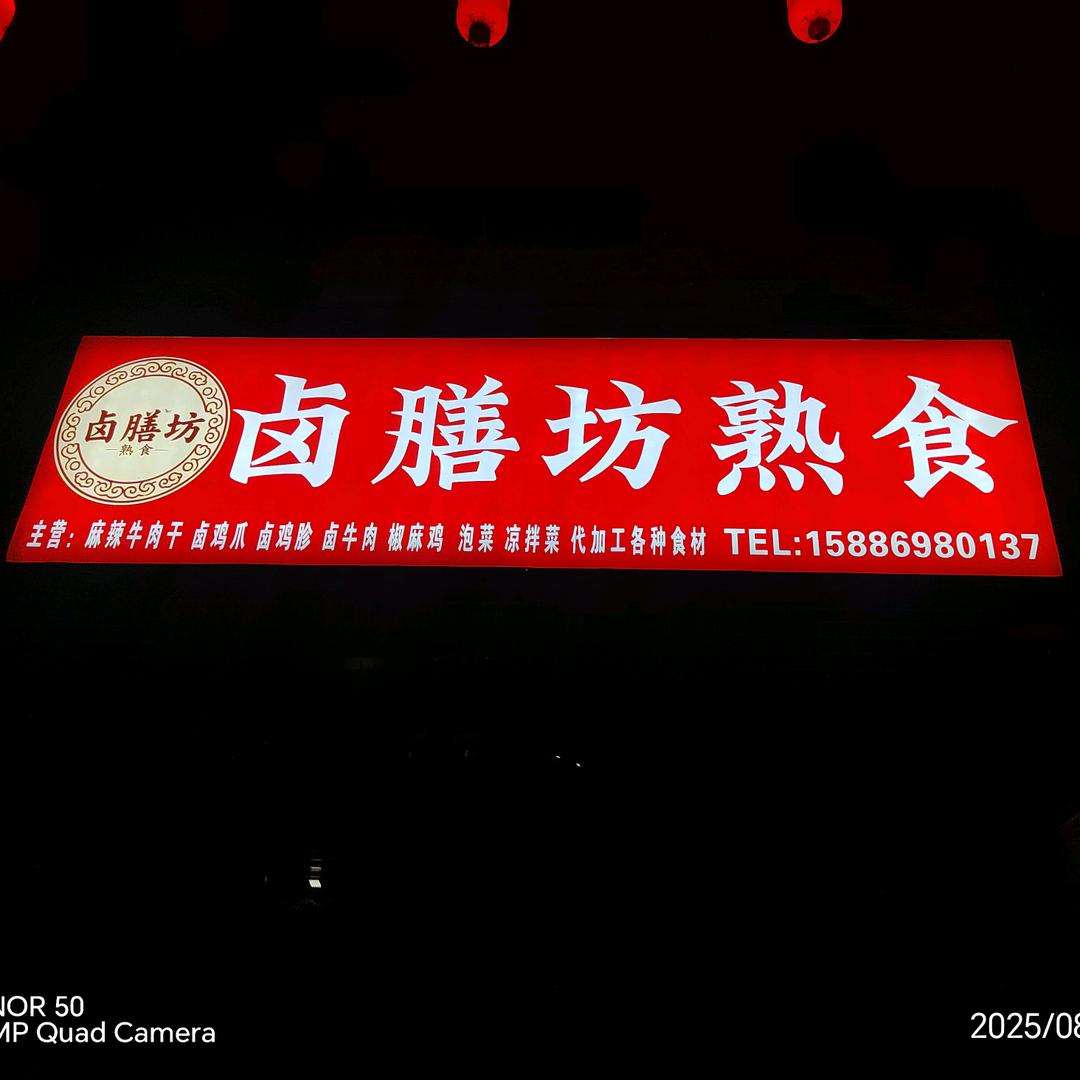 卤膳坊
熟食
卤膳坊熟食
主营：麻辣牛肉干 卤鸡爪 卤鸡胗 卤牛肉 椒麻鸡 泡菜 凉拌菜 代加工各种食材 TEL:15886980137
NOR 50
MP Quad Camera
2025/08